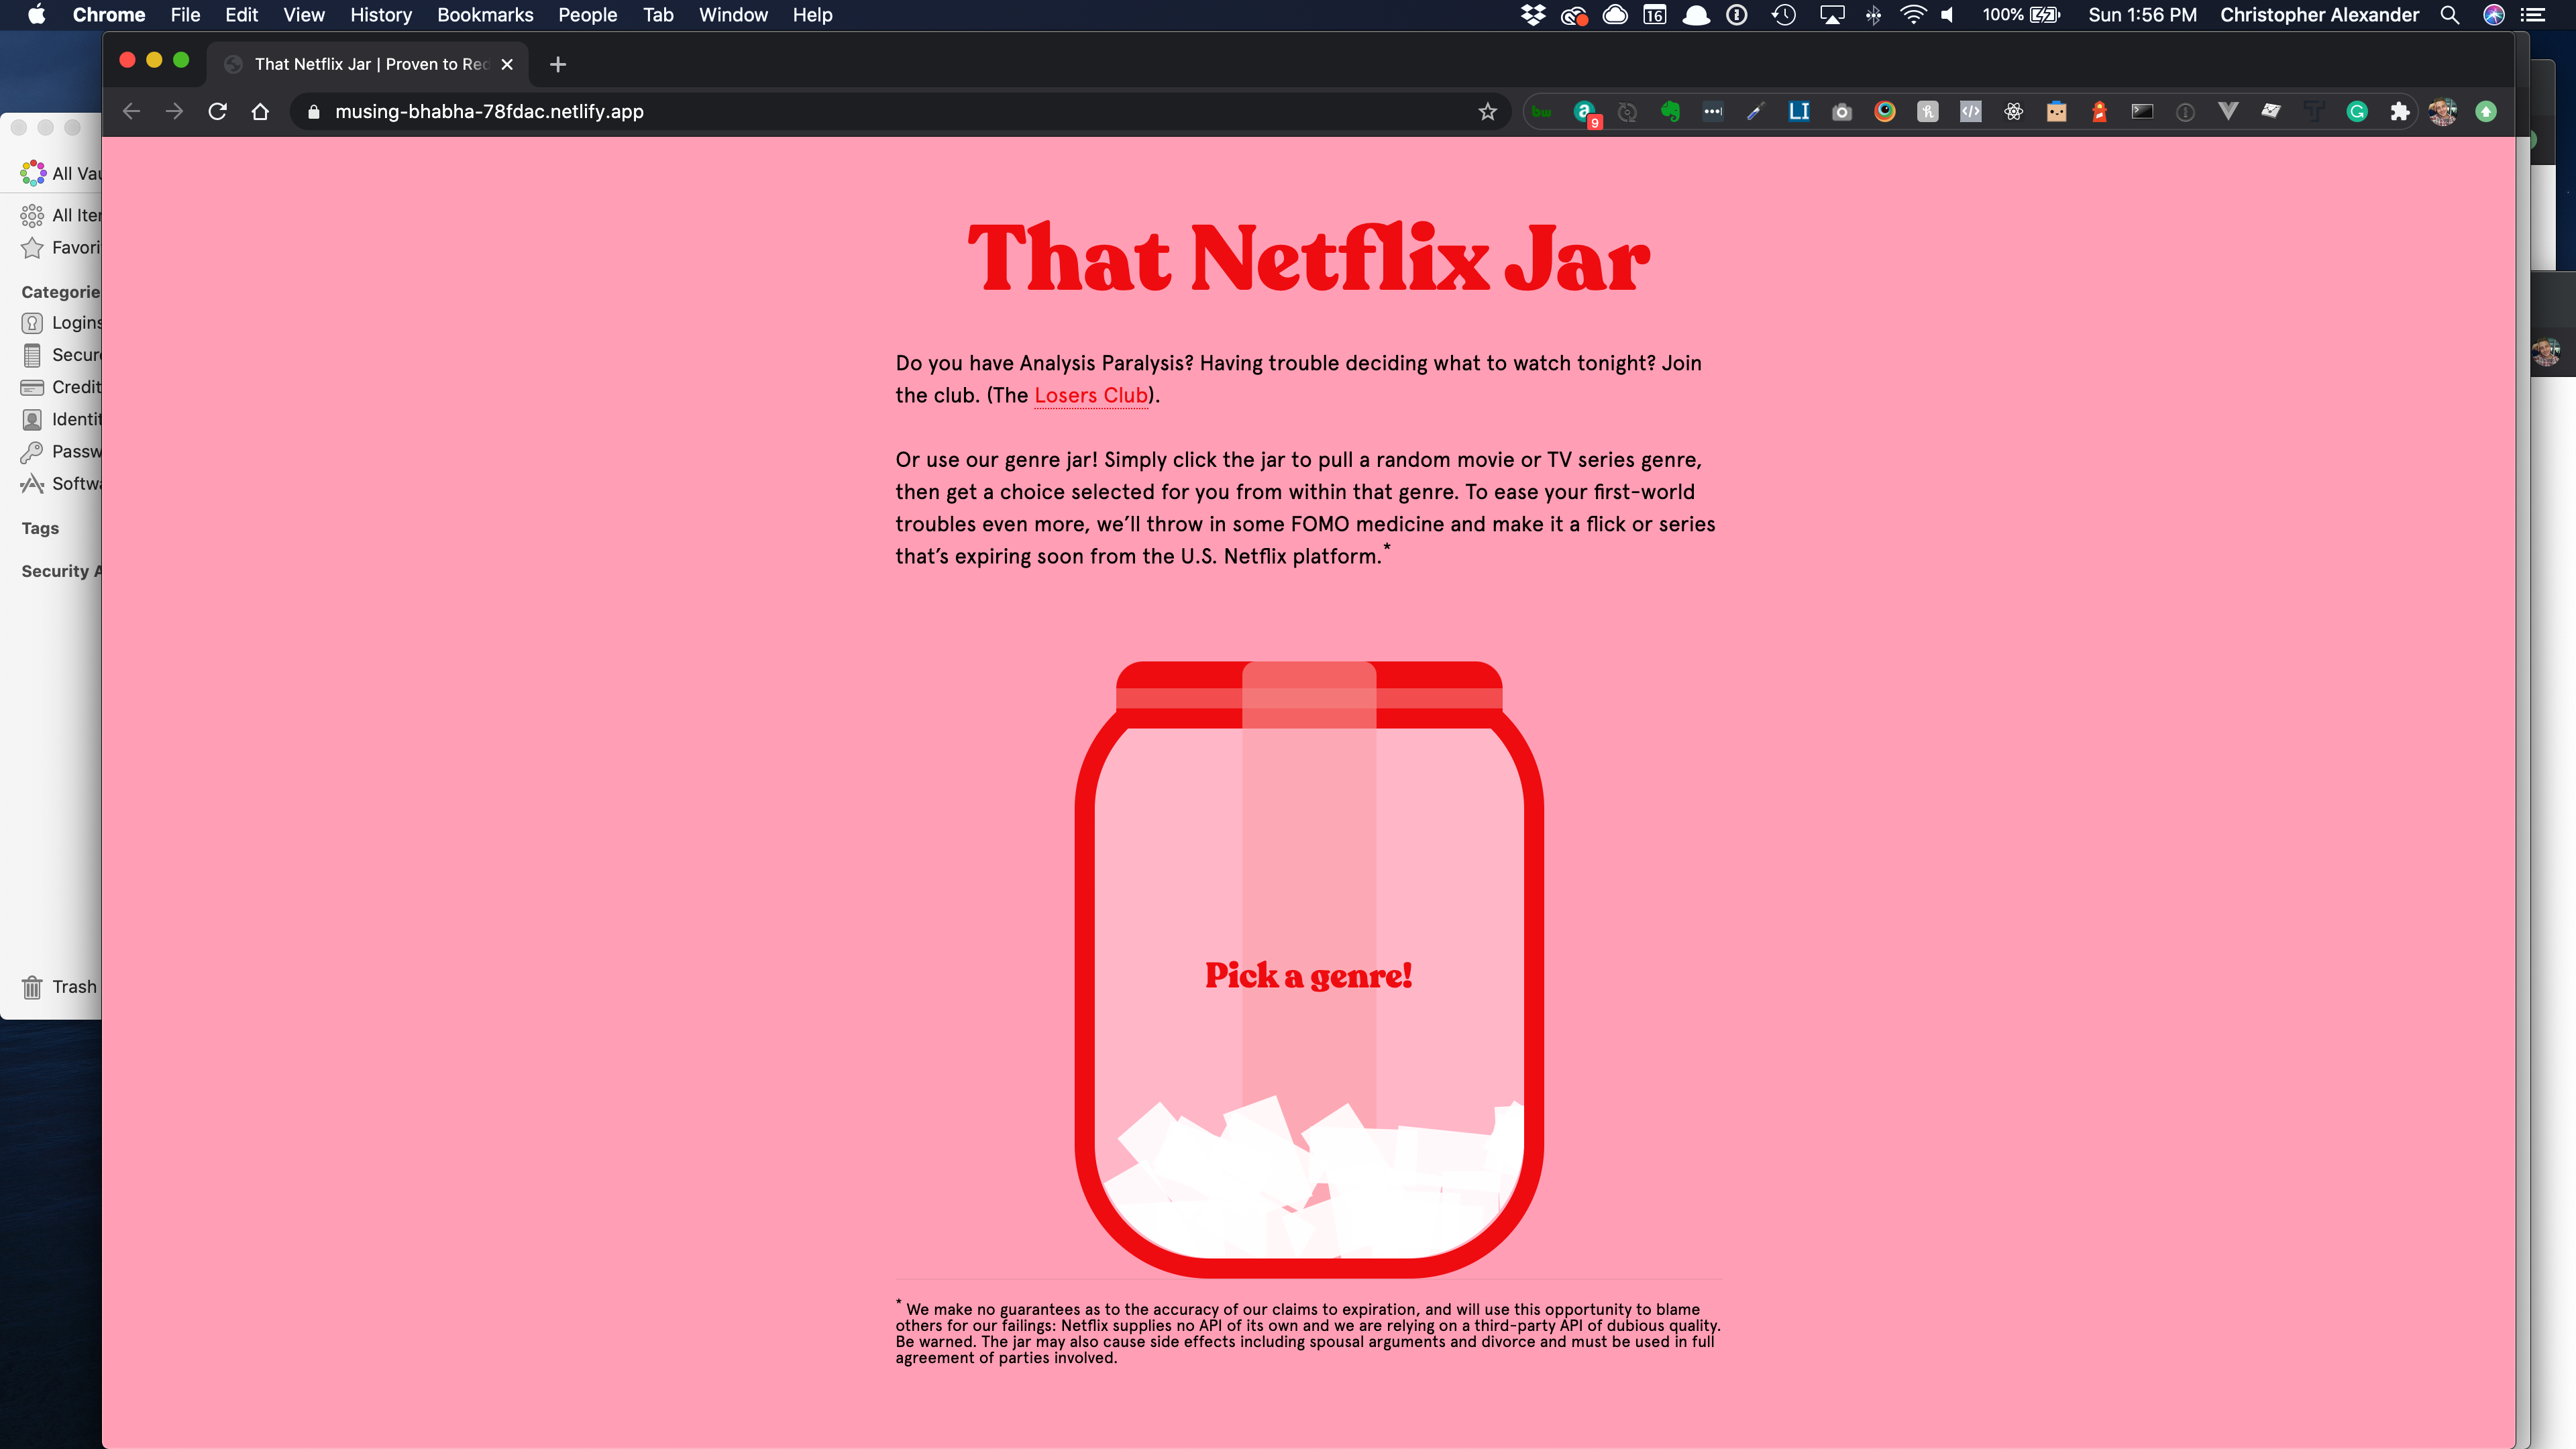 Chrome File Edit View History Bookmarks People Tab Window Help
16 100% Sun 1:56 PM Christopher Alexander
That Netflix Jar | Proven to Red
musing-bhabha-78fdac.netlify.app
bw a 9 LI
All Vau
All Iter
Favori
Categorie
Logins
Secure
Credit
Identit
Passw
Softwa
Tags
Security A
Trash
That Netflix Jar
Do you have Analysis Paralysis? Having trouble deciding what to watch tonight? Join
the club. (The Losers Club).
Or use our genre jar! Simply click the jar to pull a random movie or TV series genre,
then get a choice selected for you from within that genre. To ease your first-world
troubles even more, we’ll throw in some FOMO medicine and make it a flick or series
that’s expiring soon from the U.S. Netflix platform.*
Pick a genre!
* We make no guarantees as to the accuracy of our claims to expiration, and will use this opportunity to blame
others for our failings: Netflix supplies no API of its own and we are relying on a third-party API of dubious quality.
Be warned. The jar may also cause side effects including spousal arguments and divorce and must be used in full
agreement of parties involved.